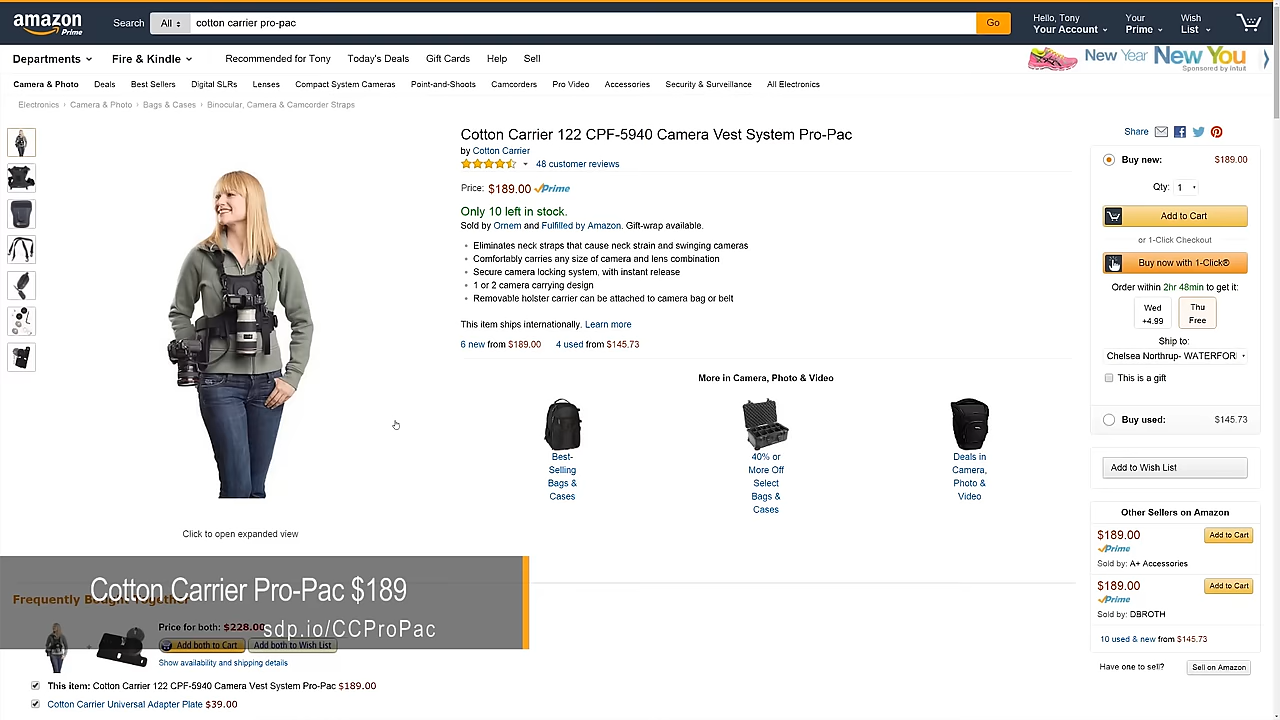 amazon
Prime
Search
All
cotton carrier pro-pac
Go
Hello, Tony
Your Account
Your
Prime
Wish
List
Departments
Fire & Kindle
Recommended for Tony
Today's Deals
Gift Cards
Help
Sell
New Year New You
Sponsored by Intuit
Camera & Photo
Deals
Best Sellers
Digital SLRs
Lenses
Compact System Cameras
Point-and-Shoots
Camcorders
Pro Video
Accessories
Security & Surveillance
All Electronics
Electronics › Camera & Photo › Bags & Cases › Binocular, Camera & Camcorder Straps
Cotton Carrier 122 CPF-5940 Camera Vest System Pro-Pac
by Cotton Carrier
48 customer reviews
Price: $189.00 Prime
Only 10 left in stock.
Sold by Ornem and Fulfilled by Amazon. Gift-wrap available.
Eliminates neck straps that cause neck strain and swinging cameras
Comfortably carries any size of camera and lens combination
Secure camera locking system, with instant release
1 or 2 camera carrying design
Removable holster carrier can be attached to camera bag or belt
This item ships internationally. Learn more
6 new from $189.00
4 used from $145.73
More in Camera, Photo & Video
Best-
Selling
Bags &
Cases
40% or
More Off
Select
Bags &
Cases
Deals in
Camera,
Photo &
Video
Click to open expanded view
Share
Buy new:
$189.00
Qty: 1
Add to Cart
or 1-Click Checkout
Buy now with 1-Click®
Order within 2hr 48min to get it:
Wed
+4.99
Thu
Free
Ship to:
Chelsea Northrup- WATERFOR
This is a gift
Buy used:
$145.73
Add to Wish List
Other Sellers on Amazon
$189.00
Add to Cart
Prime
Sold by: A+ Accessories
$189.00
Add to Cart
Prime
Sold by: DBROTH
10 used & new from $145.73
Have one to sell?
Sell on Amazon
Cotton Carrier Pro-Pac $189
sdp.io/CCProPac
Frequently Bought Together
Price for both: $228.00
Add both to Cart
Add both to Wish List
Show availability and shipping details
This item: Cotton Carrier 122 CPF-5940 Camera Vest System Pro-Pac $189.00
Cotton Carrier Universal Adapter Plate $39.00